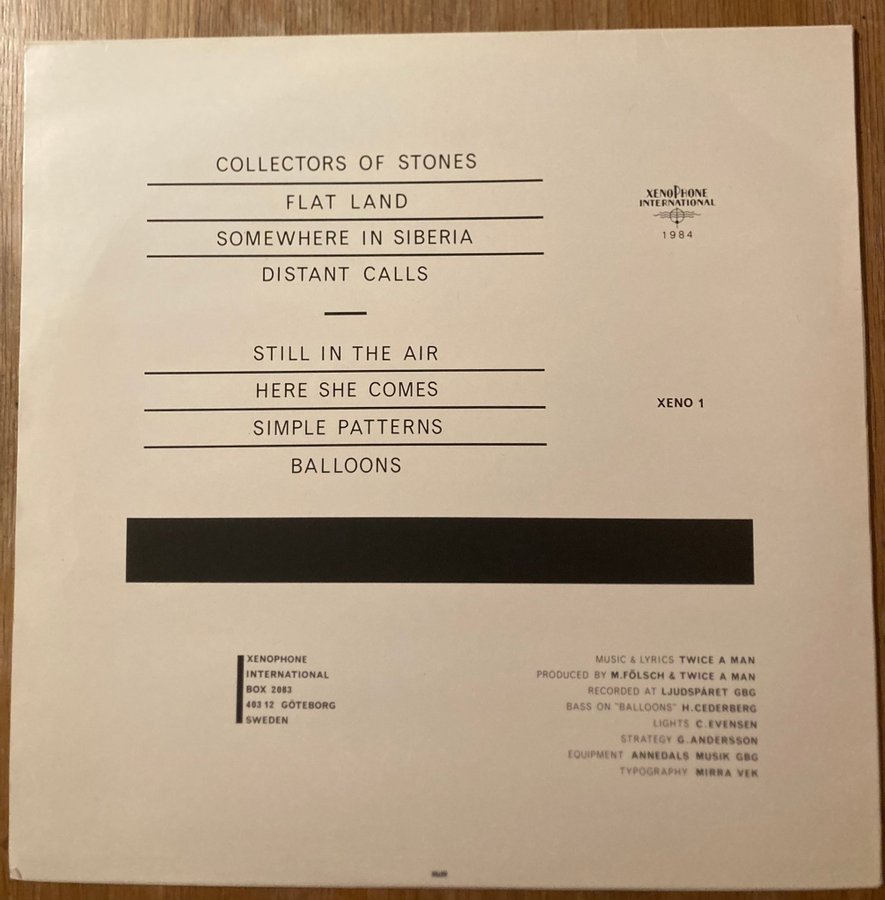 COLLECTORS OF STONES
FLAT LAND
SOMEWHERE IN SIBERIA
DISTANT CALLS
STILL IN THE AIR
HERE SHE COMES
SIMPLE PATTERNS
BALLOONS
XENOPHONE
INTERNATIONAL
1984
XENO 1
XENOPHONE
INTERNATIONAL
BOX 2083
403 12 GÖTEBORG
SWEDEN
MUSIC & LYRICS TWICE A MAN
PRODUCED BY M.FÖLSCH & TWICE A MAN
RECORDED AT LJUDSPÅRET GBG
BASS ON "BALLOONS" H.CEDERBERG
LIGHTS C.EVENSEN
STRATEGY G.ANDERSSON
EQUIPMENT ANNEDALS MUSIK GBG
TYPOGRAPHY MIRRA VEK